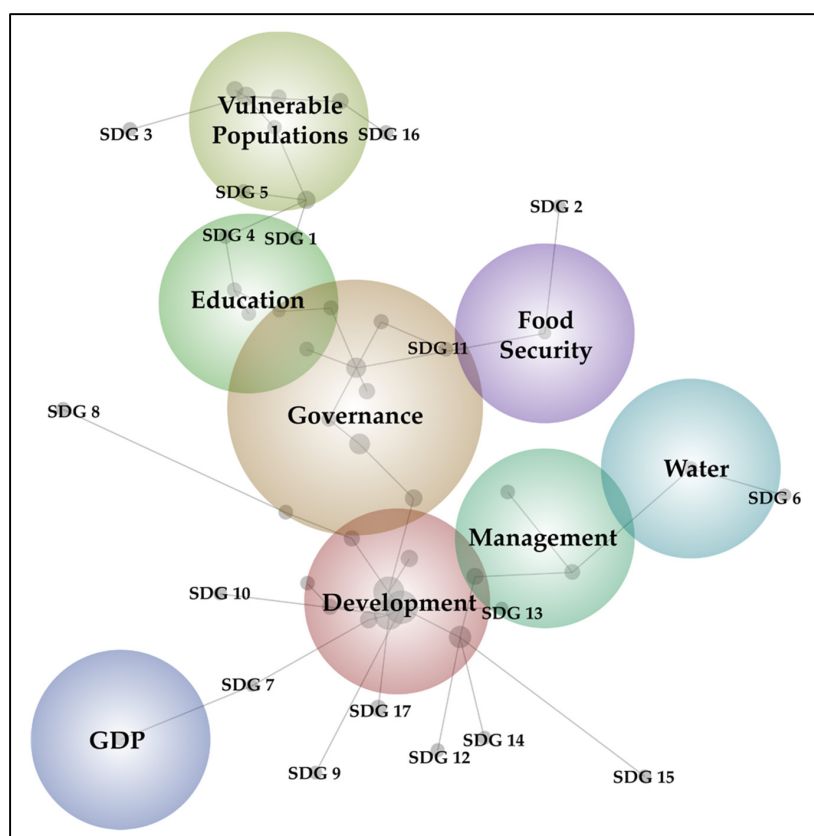 Vulnerable
Populations
SDG 3
SDG 16
SDG 5
SDG 2
SDG 4
SDG 1
Education
Food
Security
SDG 11
SDG 8
Governance
Water
SDG 6
Management
SDG 10
Development
SDG 13
SDG 7
SDG 17
GDP
SDG 14
SDG 12
SDG 9
SDG 15